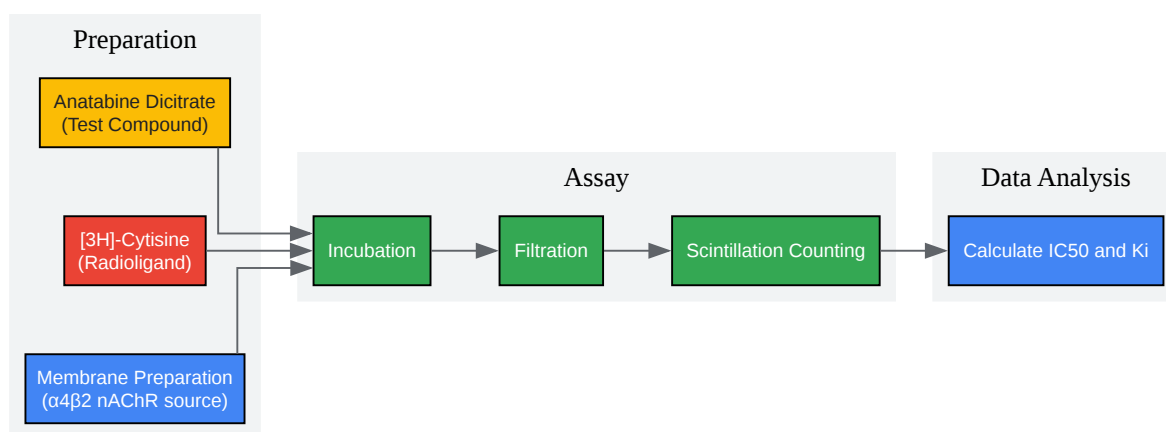 Preparation
Anatabine Dicitrate
(Test Compound)
[3H]-Cytisine
(Radioligand)
Membrane Preparation
(α4β2 nAChR source)
Assay
Incubation
Filtration
Scintillation Counting
Data Analysis
Calculate IC50 and Ki